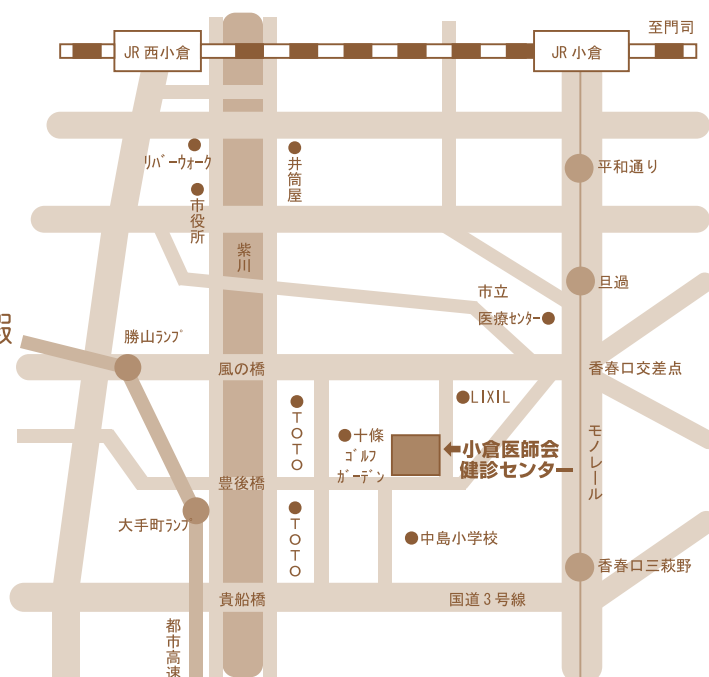 至門司
JR 西小倉
JR 小倉
リバーウォーク
井筒屋
平和通り
市役所
紫川
旦過
市立
医療センター
勝山ランプ
風の橋
香春口交差点
LIXIL
TOTO
十條
ゴルフ
ガーデン
小倉医師会
健診センター
モノレール
豊後橋
大手町ランプ
TOTO
中島小学校
香春口三萩野
貴船橋
国道3号線
都市高速